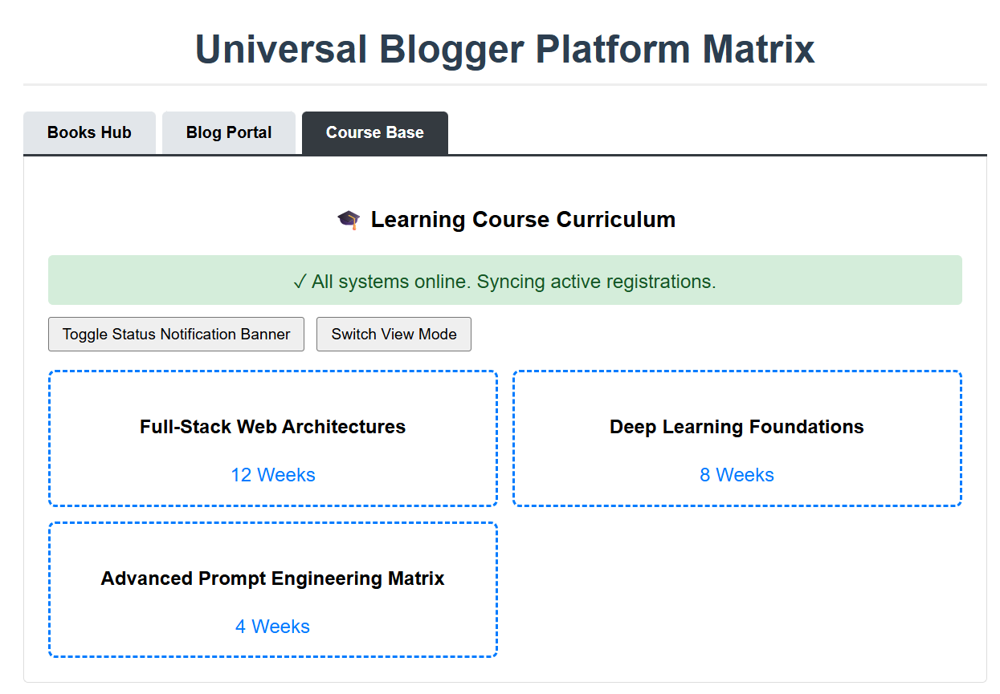 Universal Blogger Platform Matrix
Books Hub
Blog Portal
Course Base
🎓 Learning Course Curriculum
✓ All systems online. Syncing active registrations.
Toggle Status Notification Banner
Switch View Mode
Full-Stack Web Architectures
12 Weeks
Deep Learning Foundations
8 Weeks
Advanced Prompt Engineering Matrix
4 Weeks